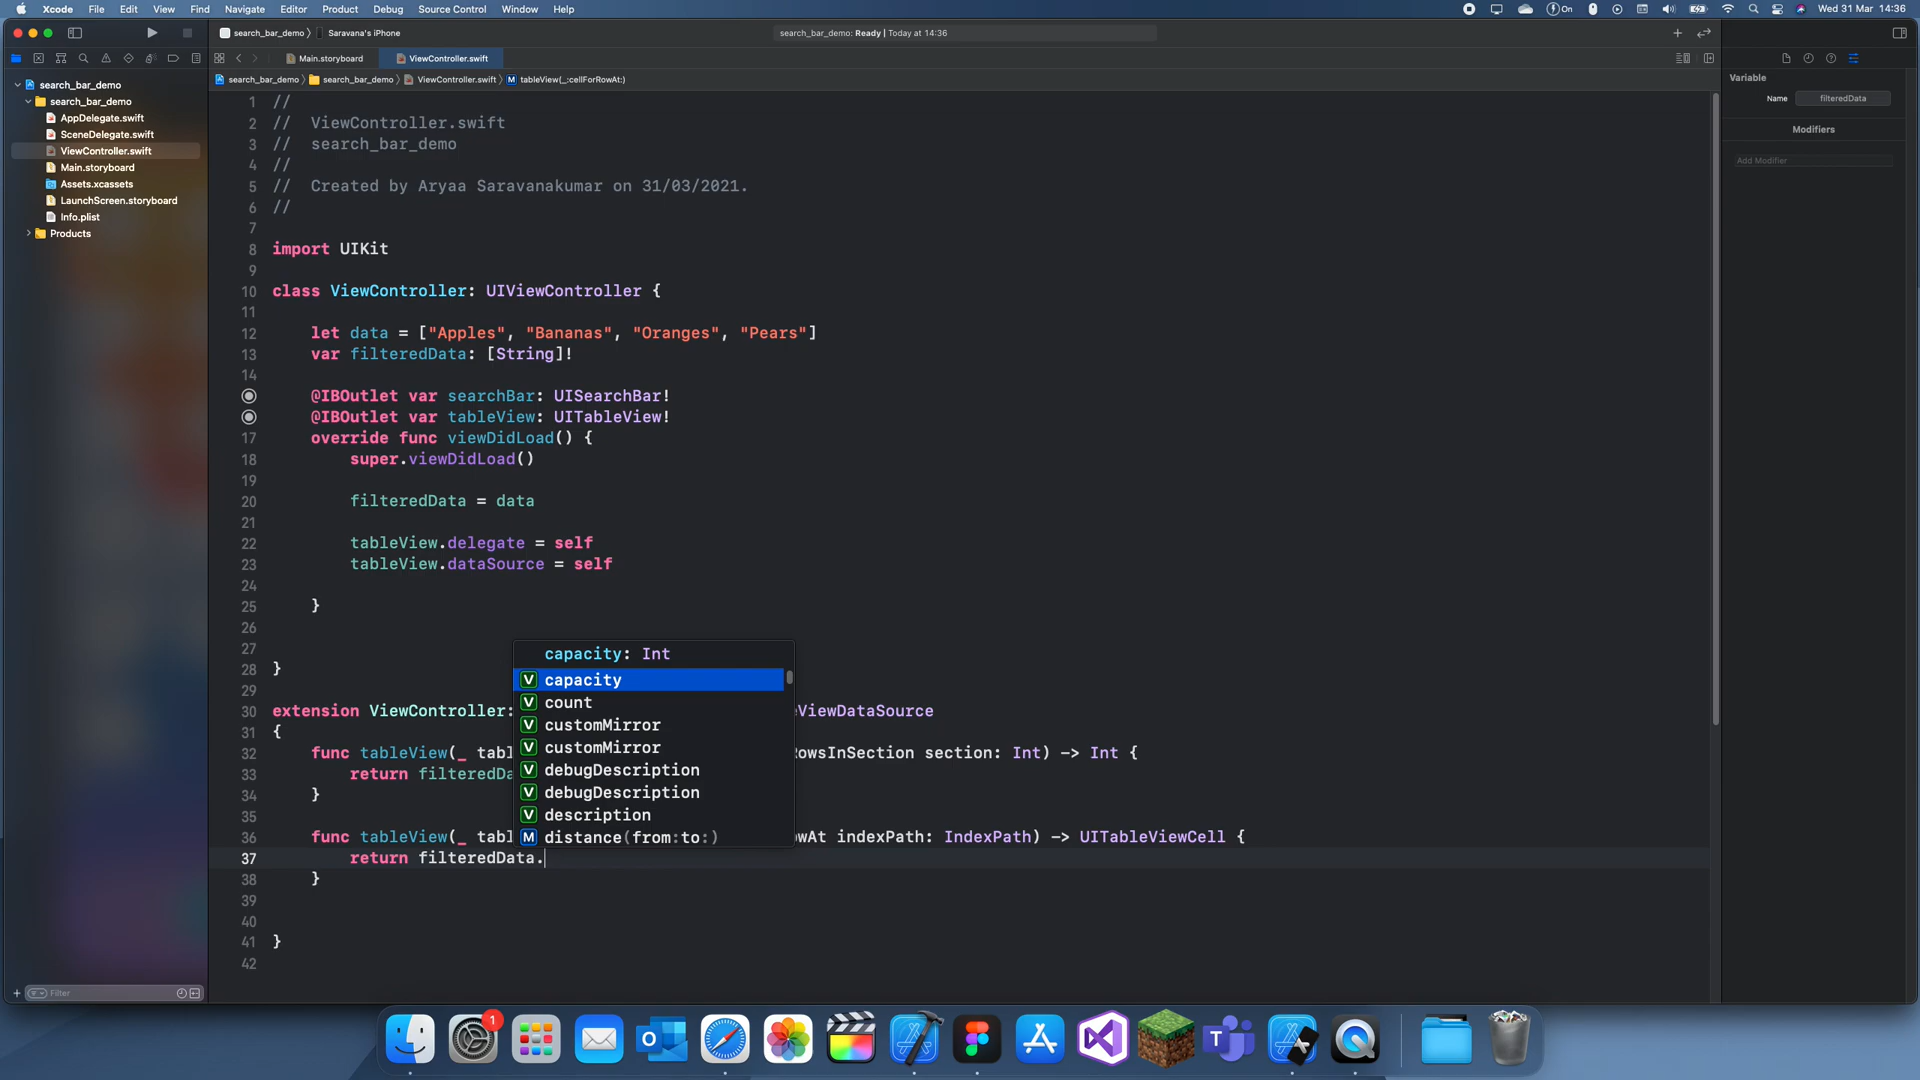 Xcode File Edit View Find Navigate Editor Product Debug Source Control Window Help
On Wed 31 Mar 14:36
search_bar_demo 〉 Saravana's iPhone
search_bar_demo: Ready | Today at 14:36
Main.storyboard ViewController.swift
search_bar_demo 〉 search_bar_demo 〉 ViewController.swift 〉 M tableView(_:cellForRowAt:)
search_bar_demo
search_bar_demo
AppDelegate.swift
SceneDelegate.swift
ViewController.swift
Main.storyboard
Assets.xcassets
LaunchScreen.storyboard
Info.plist
Products
Filter
1 //
2 // ViewController.swift
3 // search_bar_demo
4 //
5 // Created by Aryaa Saravanakumar on 31/03/2021.
6 //
7
8 import UIKit
9
10 class ViewController: UIViewController {
11
12 let data = ["Apples", "Bananas", "Oranges", "Pears"]
13 var filteredData: [String]!
14
@IBOutlet var searchBar: UISearchBar!
@IBOutlet var tableView: UITableView!
17 override func viewDidLoad() {
18 super.viewDidLoad()
19
20 filteredData = data
21
22 tableView.delegate = self
23 tableView.dataSource = self
24
25 }
26
27
28 }
29
30 extension ViewController: eViewDataSource
31 {
32 func tableView(_ tabl RowsInSection section: Int) -> Int {
33 return filteredDa
34 }
35
36 func tableView(_ tabl owAt indexPath: IndexPath) -> UITableViewCell {
37 return filteredData.
38 }
39
40
41 }
42
capacity: Int
V capacity
V count
V customMirror
V customMirror
V debugDescription
V debugDescription
V description
M distance(from:to:)
Variable
Name filteredData
Modifiers
Add Modifier
1